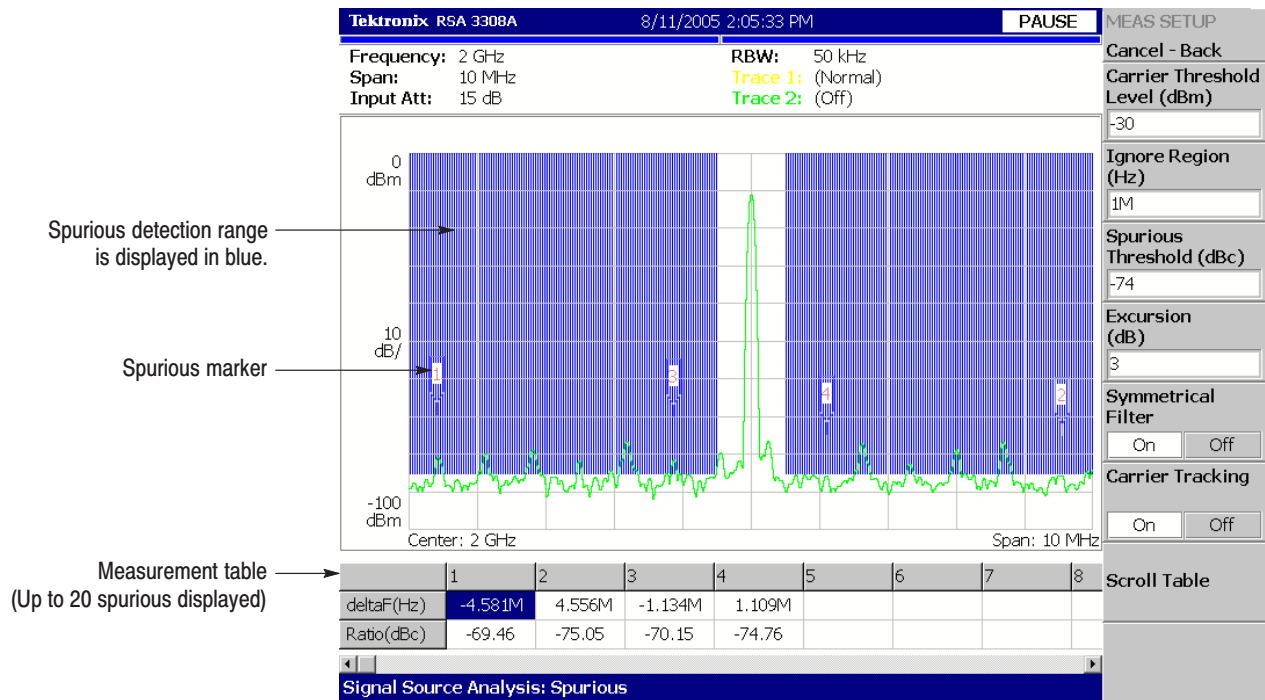 Tektronix RSA 3308A 8/11/2005 2:05:33 PM PAUSE
Frequency: 2 GHz
Span: 10 MHz
Input Att: 15 dB
RBW: 50 kHz
Trace 1: (Normal)
Trace 2: (Off)
0
dBm
10
dB/
-100
dBm
1
3
4
2
Center: 2 GHz Span: 10 MHz
Spurious detection range
is displayed in blue.
Spurious marker
Measurement table
(Up to 20 spurious displayed)
1 2 3 4 5 6 7 8
deltaF(Hz) -4.581M 4.556M -1.134M 1.109M
Ratio(dBc) -69.46 -75.05 -70.15 -74.76
Signal Source Analysis: Spurious
MEAS SETUP
Cancel - Back
Carrier Threshold
Level (dBm)
-30
Ignore Region
(Hz)
1M
Spurious
Threshold (dBc)
-74
Excursion
(dB)
3
Symmetrical
Filter
On Off
Carrier Tracking
On Off
Scroll Table